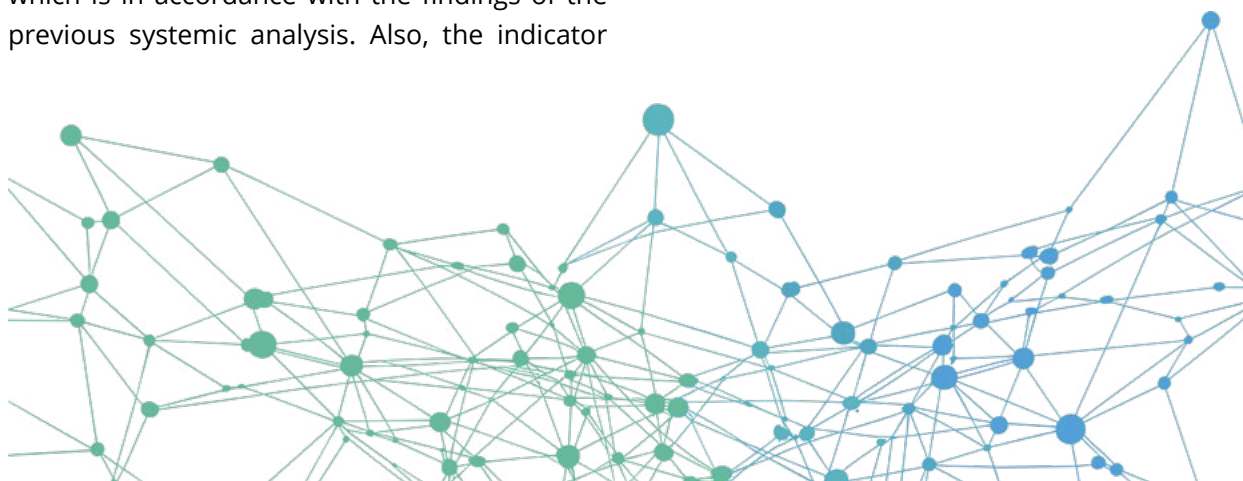 which is in accordance with the findings of the
previous systemic analysis. Also, the indicator